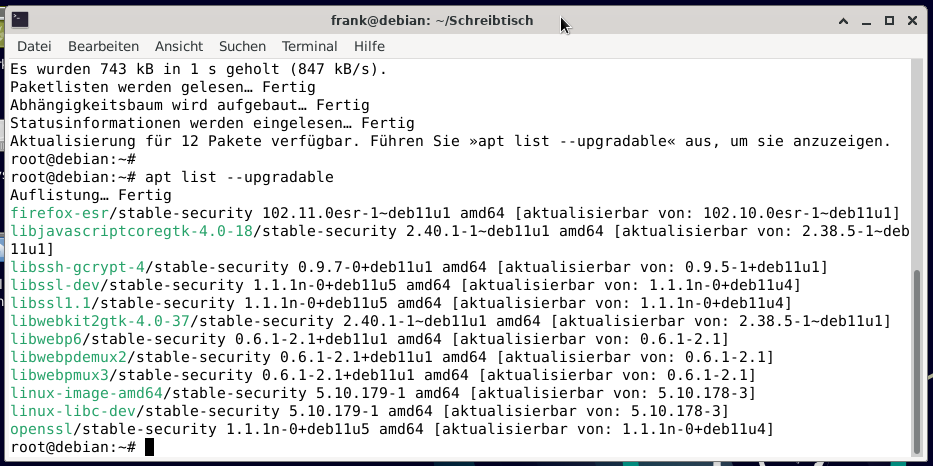 frank@debian: ~/Schreibtisch
Datei Bearbeiten Ansicht Suchen Terminal Hilfe
Es wurden 743 kB in 1 s geholt (847 kB/s).
Paketlisten werden gelesen… Fertig
Abhängigkeitsbaum wird aufgebaut… Fertig
Statusinformationen werden eingelesen… Fertig
Aktualisierung für 12 Pakete verfügbar. Führen Sie »apt list --upgradable« aus, um sie anzuzeigen.
root@debian:~#
root@debian:~# apt list --upgradable
Auflistung… Fertig
firefox-esr/stable-security 102.11.0esr-1~deb11u1 amd64 [aktualisierbar von: 102.10.0esr-1~deb11u1]
libjavascriptcoregtk-4.0-18/stable-security 2.40.1-1~deb11u1 amd64 [aktualisierbar von: 2.38.5-1~deb
11u1]
libssh-gcrypt-4/stable-security 0.9.7-0+deb11u1 amd64 [aktualisierbar von: 0.9.5-1+deb11u1]
libssl-dev/stable-security 1.1.1n-0+deb11u5 amd64 [aktualisierbar von: 1.1.1n-0+deb11u4]
libssl1.1/stable-security 1.1.1n-0+deb11u5 amd64 [aktualisierbar von: 1.1.1n-0+deb11u4]
libwebkit2gtk-4.0-37/stable-security 2.40.1-1~deb11u1 amd64 [aktualisierbar von: 2.38.5-1~deb11u1]
libwebp6/stable-security 0.6.1-2.1+deb11u1 amd64 [aktualisierbar von: 0.6.1-2.1]
libwebpdemux2/stable-security 0.6.1-2.1+deb11u1 amd64 [aktualisierbar von: 0.6.1-2.1]
libwebpmux3/stable-security 0.6.1-2.1+deb11u1 amd64 [aktualisierbar von: 0.6.1-2.1]
linux-image-amd64/stable-security 5.10.179-1 amd64 [aktualisierbar von: 5.10.178-3]
linux-libc-dev/stable-security 5.10.179-1 amd64 [aktualisierbar von: 5.10.178-3]
openssl/stable-security 1.1.1n-0+deb11u5 amd64 [aktualisierbar von: 1.1.1n-0+deb11u4]
root@debian:~#